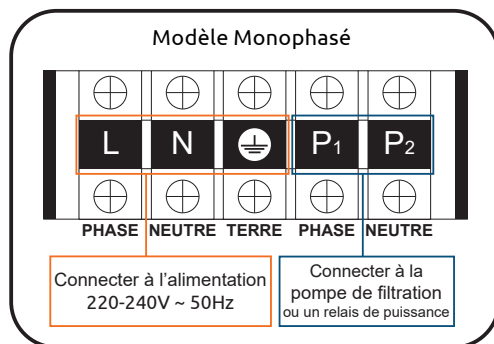 Modèle Monophasé
L N P1 P2
PHASE NEUTRE TERRE PHASE NEUTRE
Connecter à l’alimentation
220-240V ~ 50Hz
Connecter à la
pompe de filtration
ou un relais de puissance